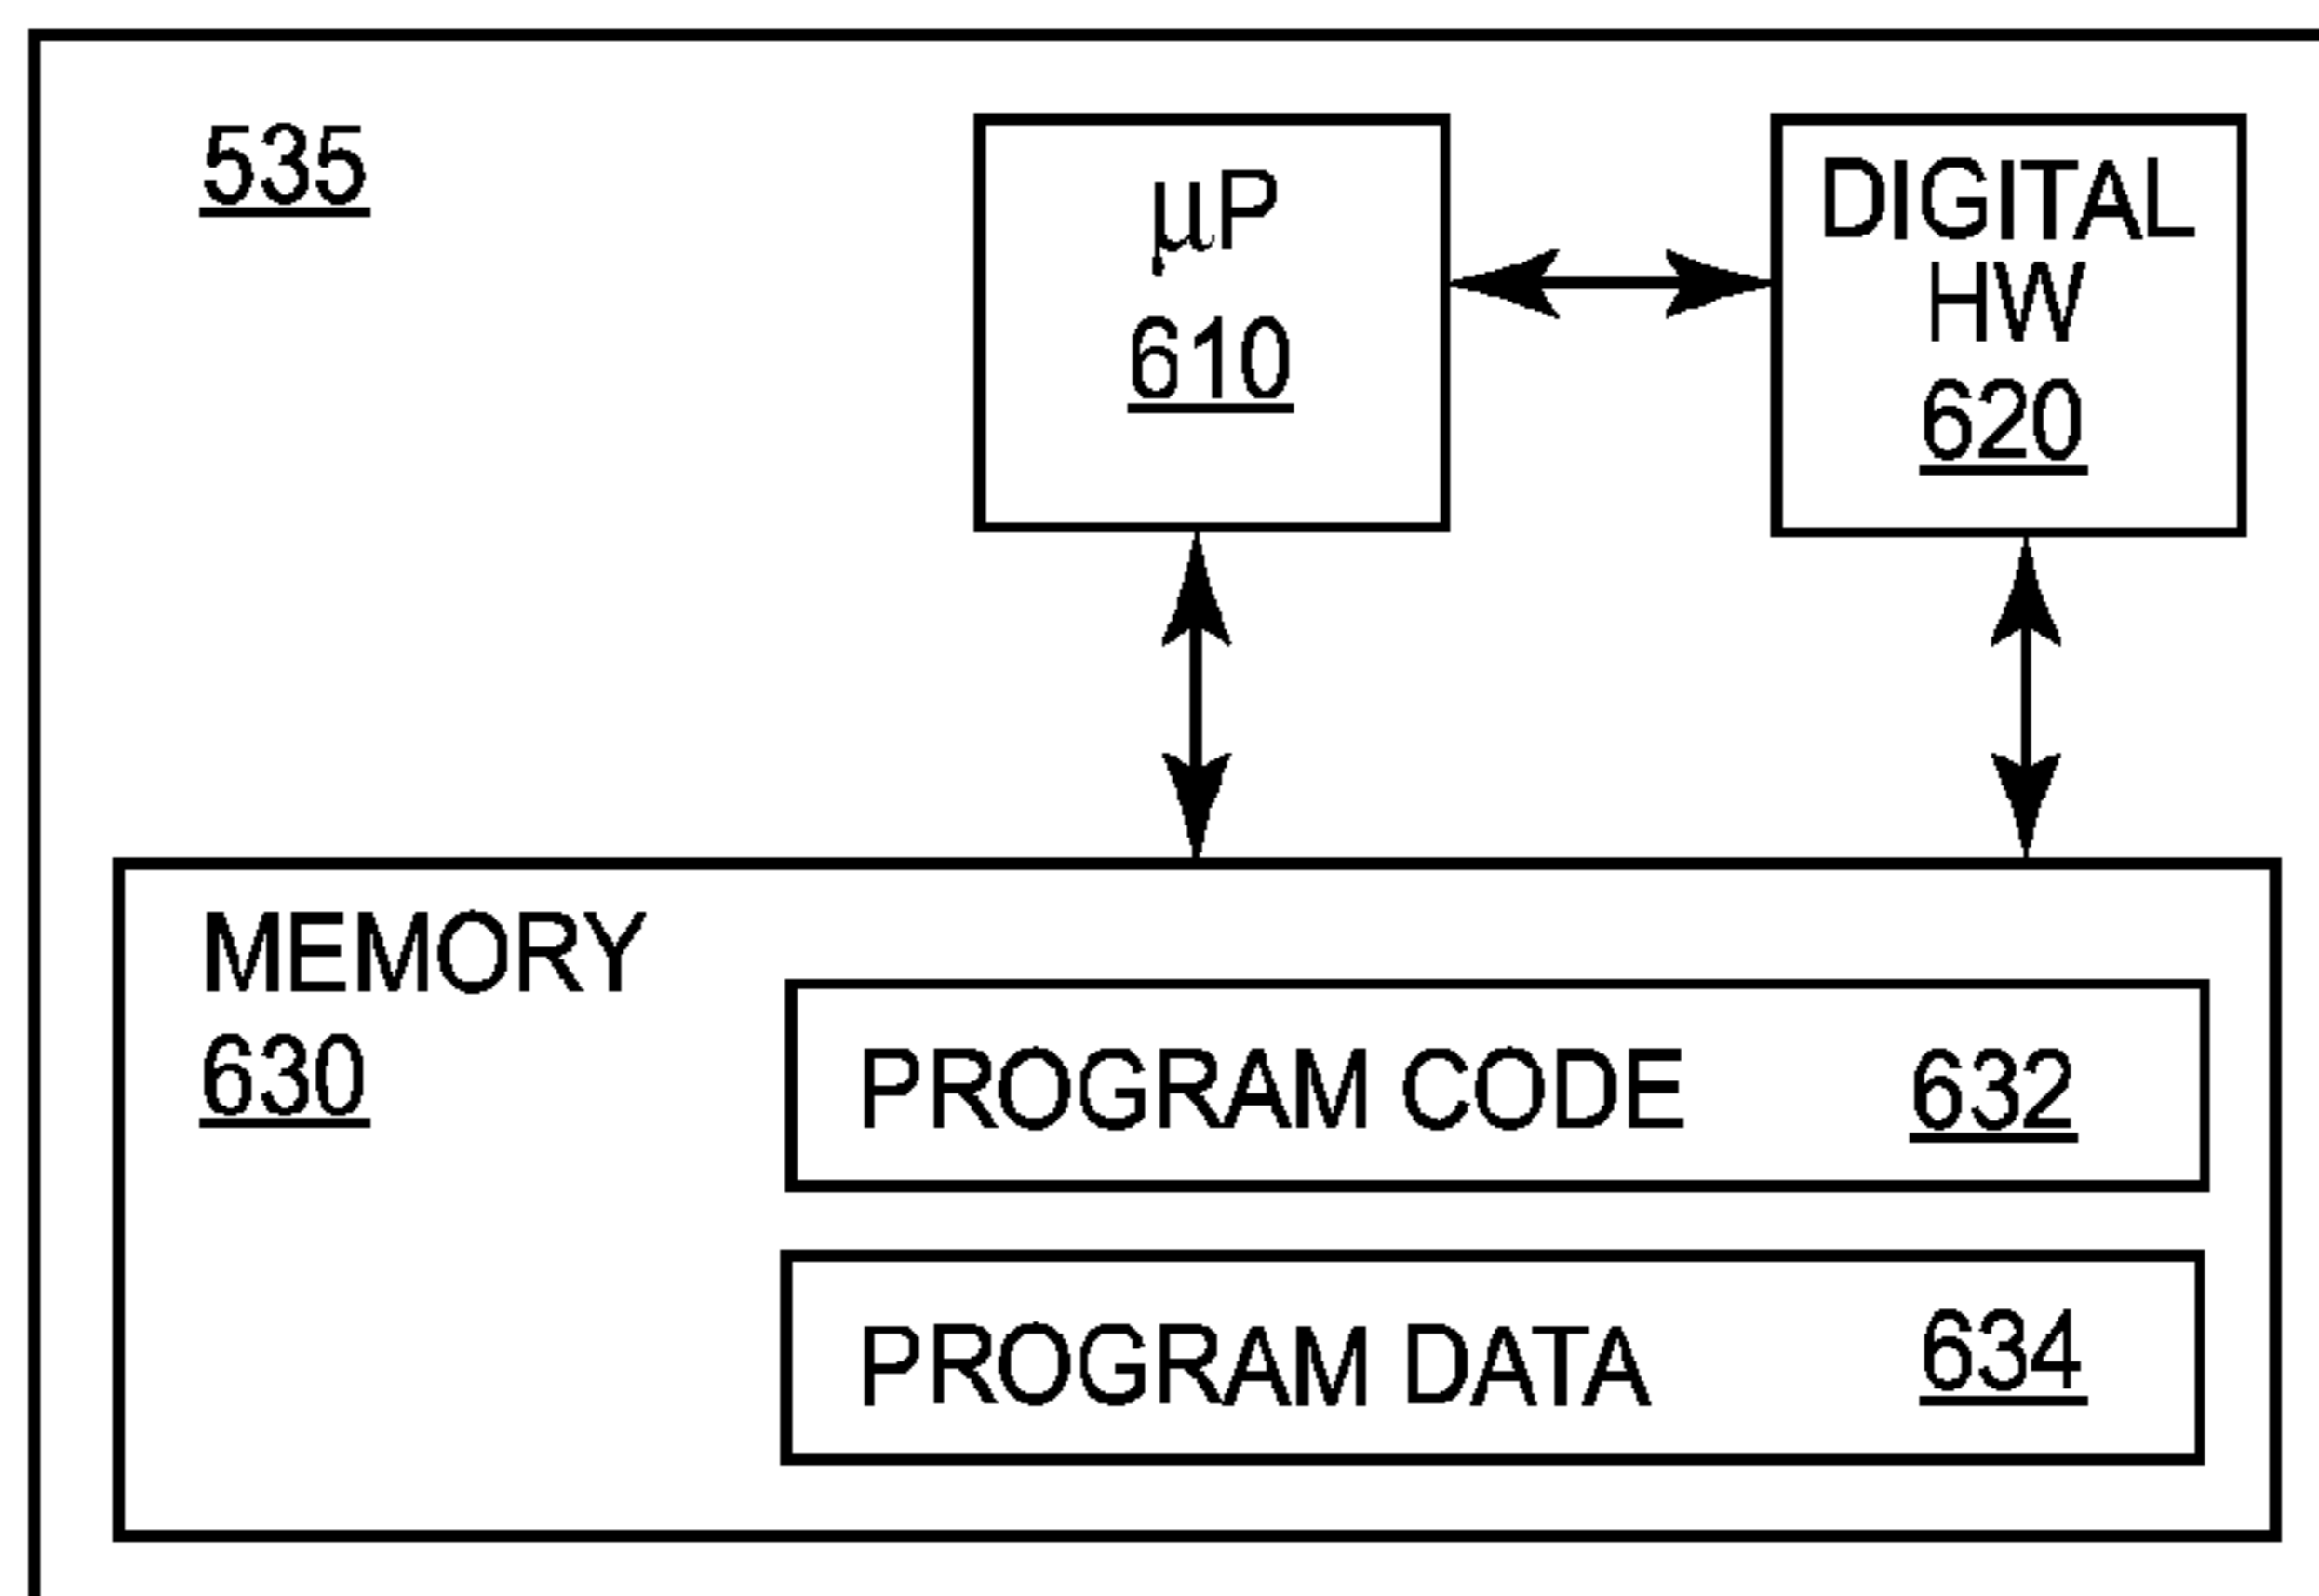 535
µP
610
DIGITAL
HW
620
MEMORY
630
PROGRAM CODE 632
PROGRAM DATA 634